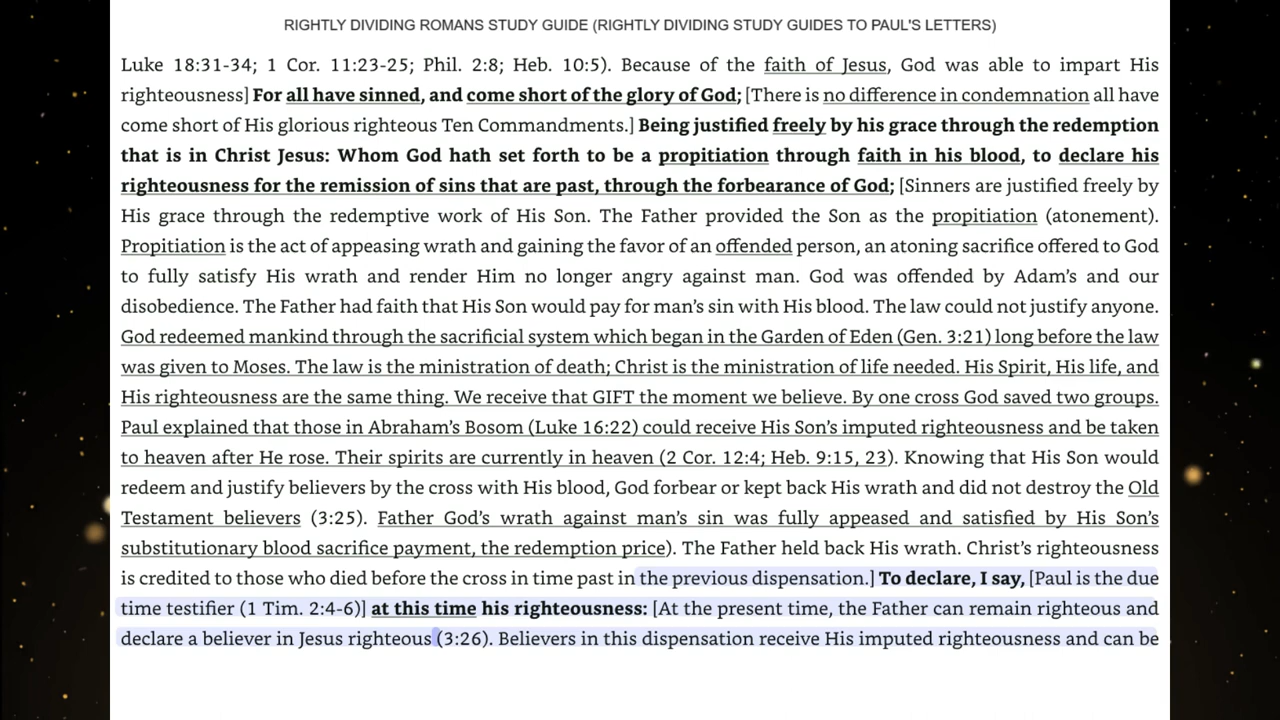 RIGHTLY DIVIDING ROMANS STUDY GUIDE (RIGHTLY DIVIDING STUDY GUIDES TO PAUL'S LETTERS)
Luke 18:31-34; 1 Cor. 11:23-25; Phil. 2:8; Heb. 10:5). Because of the faith of Jesus, God was able to impart His
righteousness] For all have sinned, and come short of the glory of God; [There is no difference in condemnation all have
come short of His glorious righteous Ten Commandments.] Being justified freely by his grace through the redemption
that is in Christ Jesus: Whom God hath set forth to be a propitiation through faith in his blood, to declare his
righteousness for the remission of sins that are past, through the forbearance of God; [Sinners are justified freely by
His grace through the redemptive work of His Son. The Father provided the Son as the propitiation (atonement).
Propitiation is the act of appeasing wrath and gaining the favor of an offended person, an atoning sacrifice offered to God
to fully satisfy His wrath and render Him no longer angry against man. God was offended by Adam’s and our
disobedience. The Father had faith that His Son would pay for man’s sin with His blood. The law could not justify anyone.
God redeemed mankind through the sacrificial system which began in the Garden of Eden (Gen. 3:21) long before the law
was given to Moses. The law is the ministration of death; Christ is the ministration of life needed. His Spirit, His life, and
His righteousness are the same thing. We receive that GIFT the moment we believe. By one cross God saved two groups.
Paul explained that those in Abraham’s Bosom (Luke 16:22) could receive His Son’s imputed righteousness and be taken
to heaven after He rose. Their spirits are currently in heaven (2 Cor. 12:4; Heb. 9:15, 23). Knowing that His Son would
redeem and justify believers by the cross with His blood, God forbear or kept back His wrath and did not destroy the Old
Testament believers (3:25). Father God’s wrath against man’s sin was fully appeased and satisfied by His Son’s
substitutionary blood sacrifice payment, the redemption price). The Father held back His wrath. Christ’s righteousness
is credited to those who died before the cross in time past in the previous dispensation.] To declare, I say, [Paul is the due
time testifier (1 Tim. 2:4-6)] at this time his righteousness: [At the present time, the Father can remain righteous and
declare a believer in Jesus righteous (3:26). Believers in this dispensation receive His imputed righteousness and can be